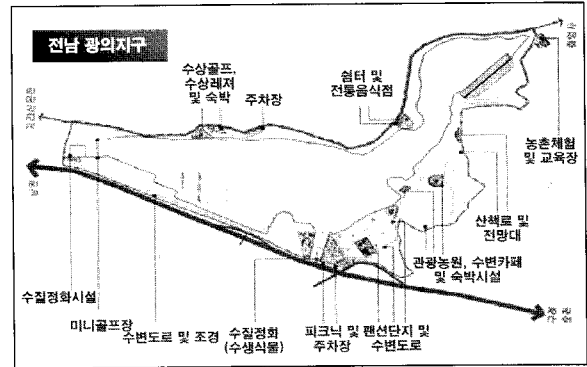 전남 광의지구
수상골프,
수상레져
및 숙박
주차장
쉼터 및
전통음식점
농촌체험
및 교육장
산책로 및
전망대
관광농원, 수변카페
및 숙박시설
수질정화시설
미니골프장
수변도로 및 조경
수질정화
(수생식물)
피크닉 및
주차장
팬션단지 및
수변도로